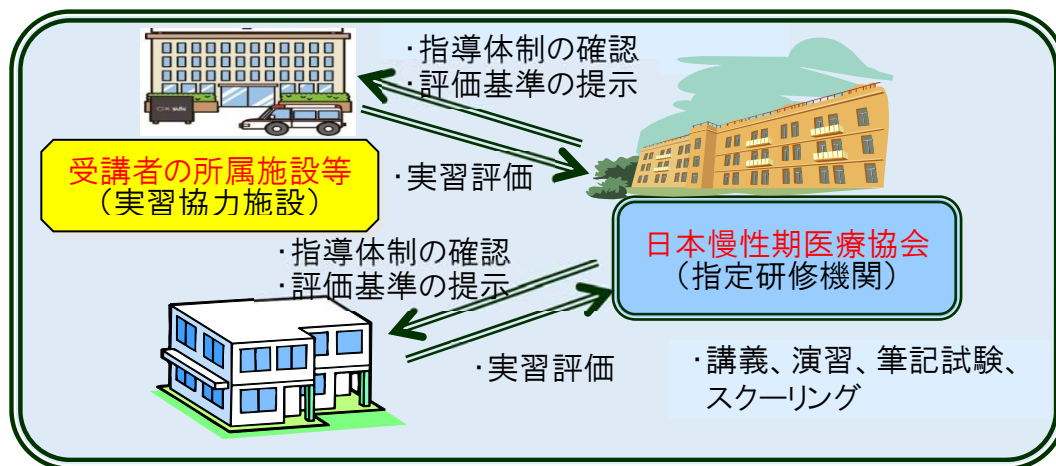 ・指導体制の確認
・評価基準の提示
受講者の所属施設等
（実習協力施設）
・実習評価
日本慢性期医療協会
（指定研修機関）
・指導体制の確認
・評価基準の提示
・実習評価
・講義、演習、筆記試験、
スクーリング